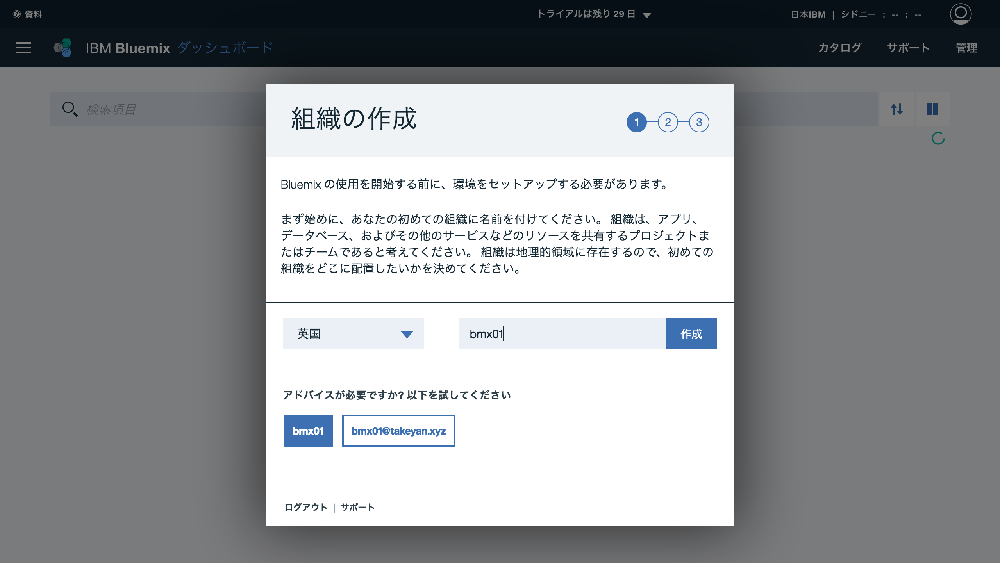 資料
トライアルは残り 29 日
日本IBM | シドニー : -- : --
IBM Bluemix ダッシュボード
カタログ サポート 管理
検索項目
組織の作成
1 2 3
Bluemix の使用を開始する前に、環境をセットアップする必要があります。
まず始めに、あなたの初めての組織に名前を付けてください。 組織は、アプリ、
データベース、およびその他のサービスなどのリソースを共有するプロジェクトま
たはチームであると考えてください。 組織は地理的領域に存在するので、初めての
組織をどこに配置したいかを決めてください。
英国
bmx01
作成
アドバイスが必要ですか? 以下を試してください
bmx01
bmx01@takeyan.xyz
ログアウト | サポート